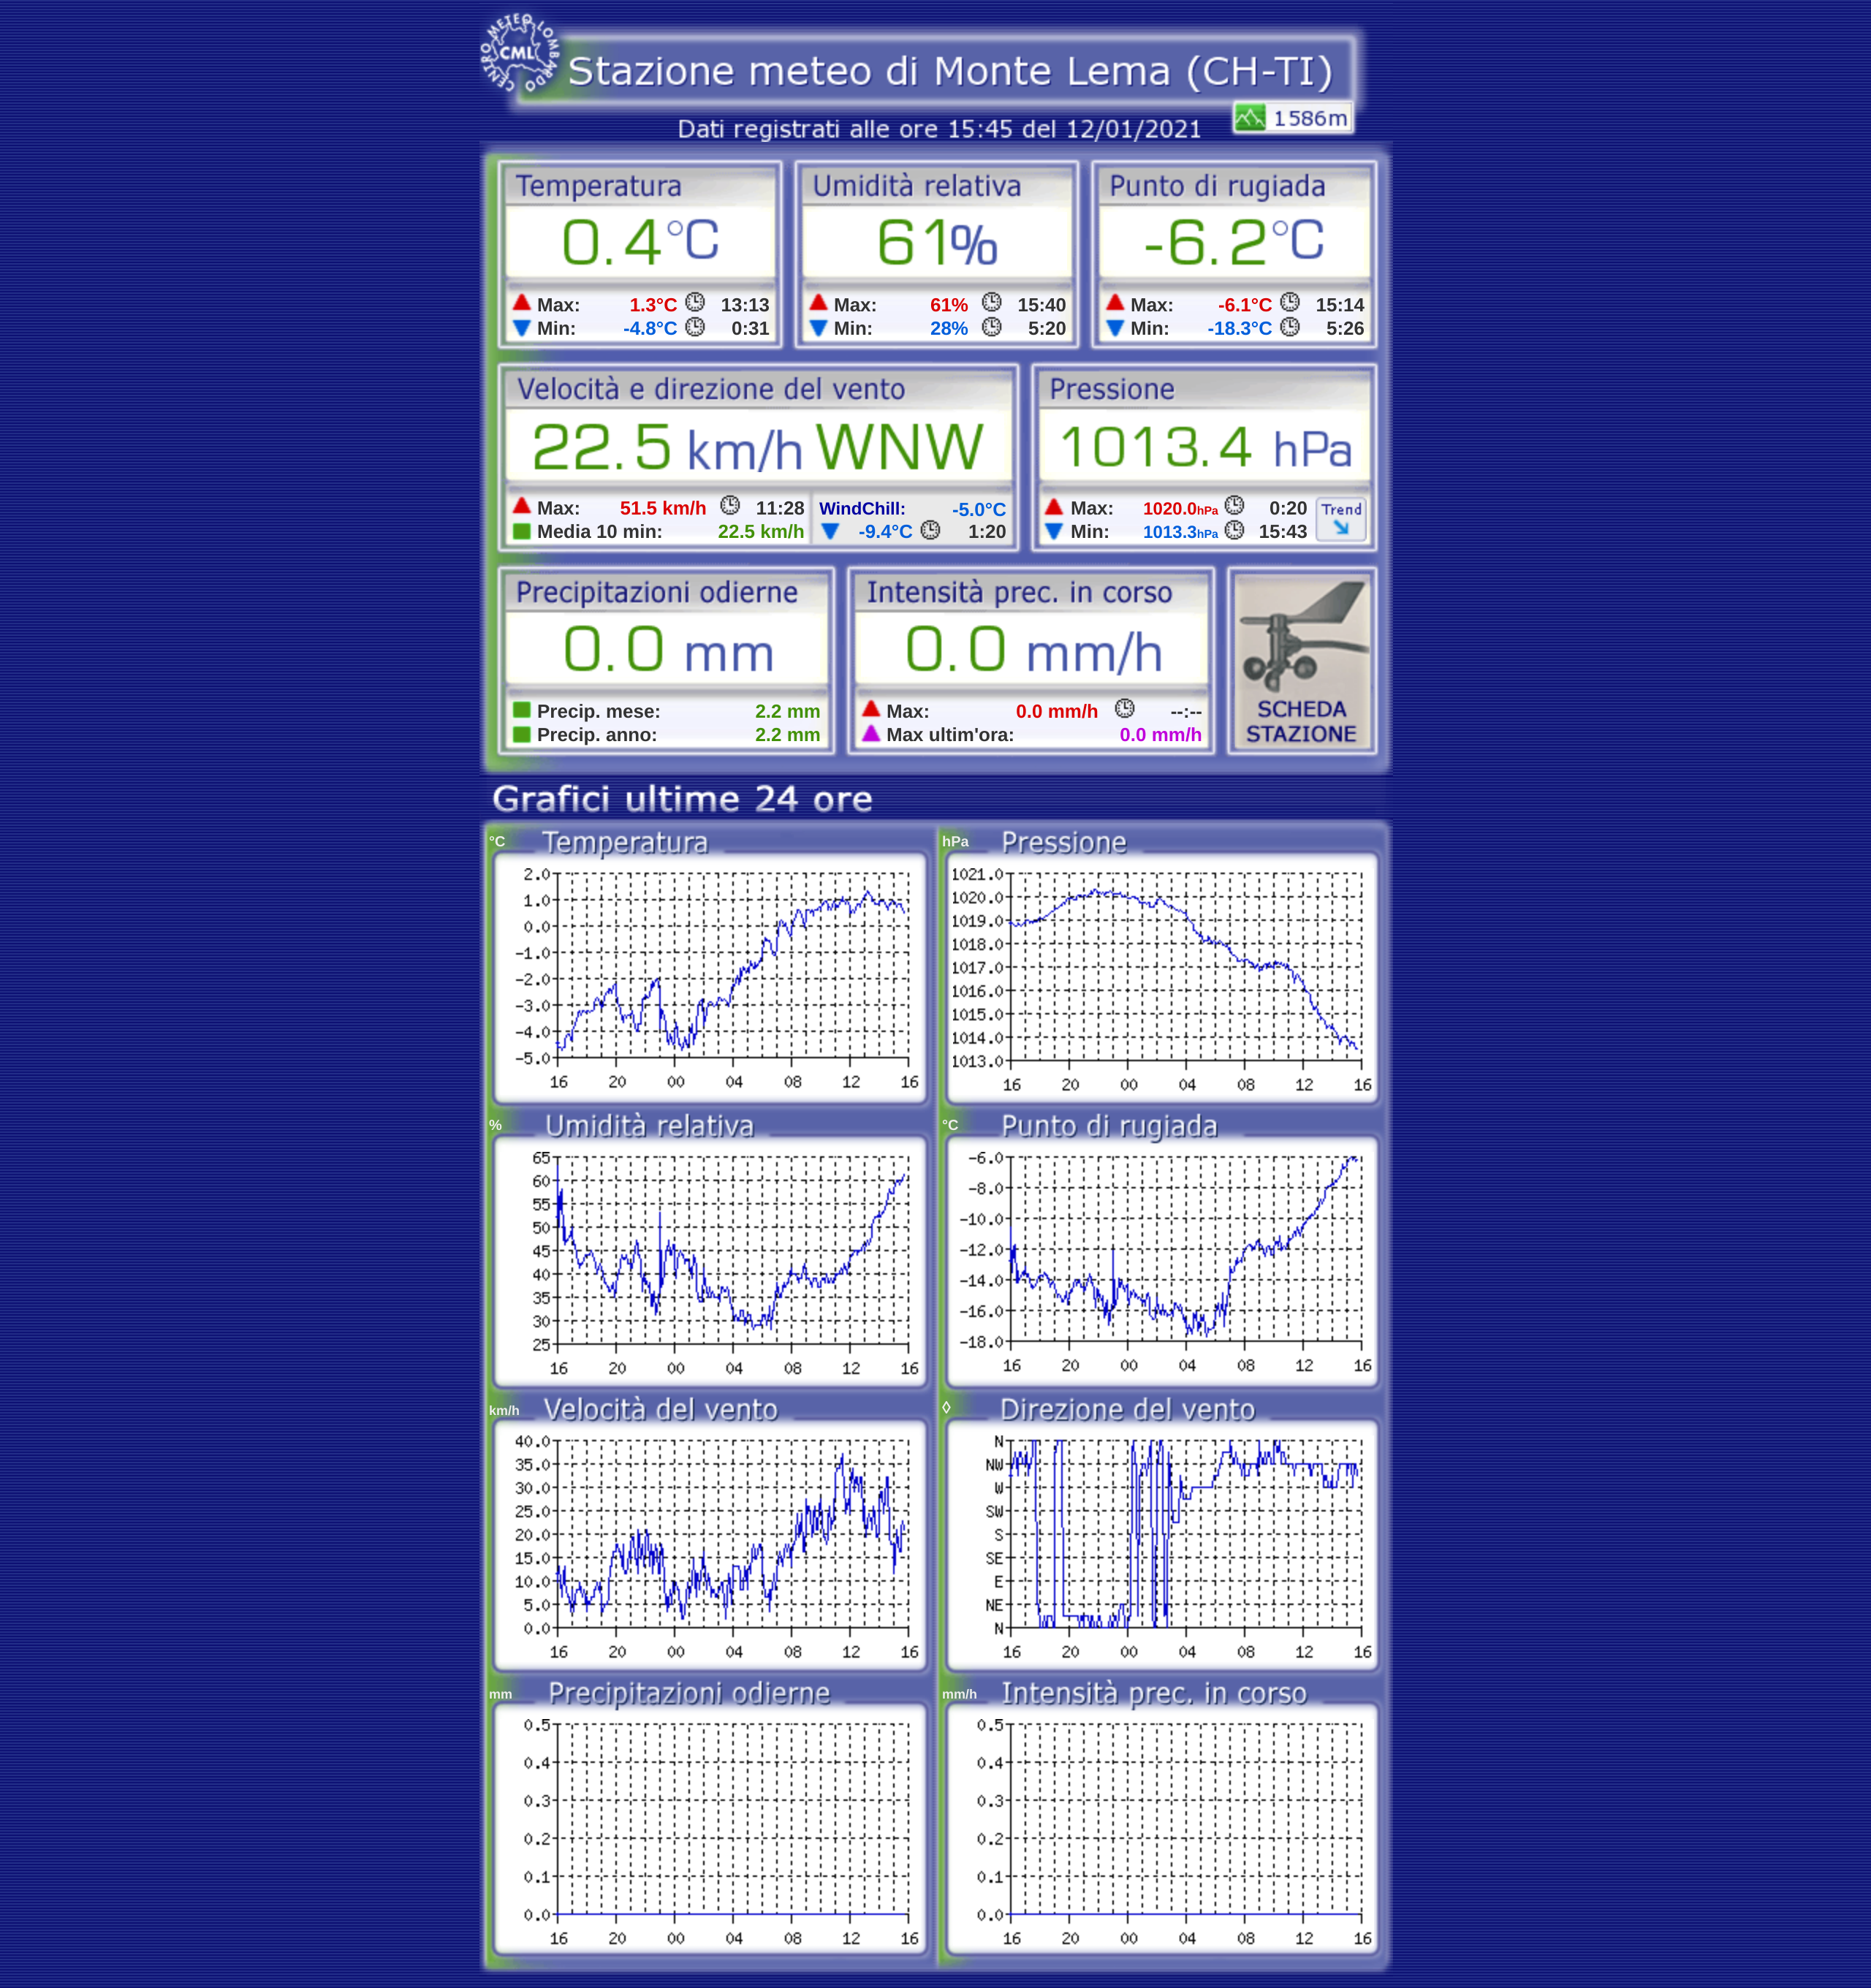 CENTRO METEO LOMBARDO
CML
Stazione meteo di Monte Lema (CH-TI)
1586m
Dati registrati alle ore 15:45 del 12/01/2021
Temperatura Umidità relativa Punto di rugiada
0.4°C 61% -6.2°C
Max: 1.3°C 13:13 Max: 61% 15:40 Max: -6.1°C 15:14
Min: -4.8°C 0:31 Min: 28% 5:20 Min: -18.3°C 5:26
Velocità e direzione del vento Pressione
22.5 km/h WNW 1013.4 hPa
Max: 51.5 km/h 11:28 WindChill: -5.0°C Max: 1020.0hPa 0:20 Trend
Media 10 min: 22.5 km/h -9.4°C 1:20 Min: 1013.3hPa 15:43
Precipitazioni odierne Intensità prec. in corso
0.0 mm 0.0 mm/h
Precip. mese: 2.2 mm Max: 0.0 mm/h --:-- SCHEDA
Precip. anno: 2.2 mm Max ultim'ora: 0.0 mm/h STAZIONE
Grafici ultime 24 ore
°C Temperatura
2.0
1.0
0.0
-1.0
-2.0
-3.0
-4.0
-5.0
16 20 00 04 08 12 16
hPa Pressione
1021.0
1020.0
1019.0
1018.0
1017.0
1016.0
1015.0
1014.0
1013.0
16 20 00 04 08 12 16
% Umidità relativa
65
60
55
50
45
40
35
30
25
16 20 00 04 08 12 16
°C Punto di rugiada
-6.0
-8.0
-10.0
-12.0
-14.0
-16.0
-18.0
16 20 00 04 08 12 16
km/h Velocità del vento
40.0
35.0
30.0
25.0
20.0
15.0
10.0
5.0
0.0
16 20 00 04 08 12 16
◊ Direzione del vento
N
NW
W
SW
S
SE
E
NE
N
16 20 00 04 08 12 16
mm Precipitazioni odierne
0.5
0.4
0.3
0.2
0.1
0.0
16 20 00 04 08 12 16
mm/h Intensità prec. in corso
0.5
0.4
0.3
0.2
0.1
0.0
16 20 00 04 08 12 16